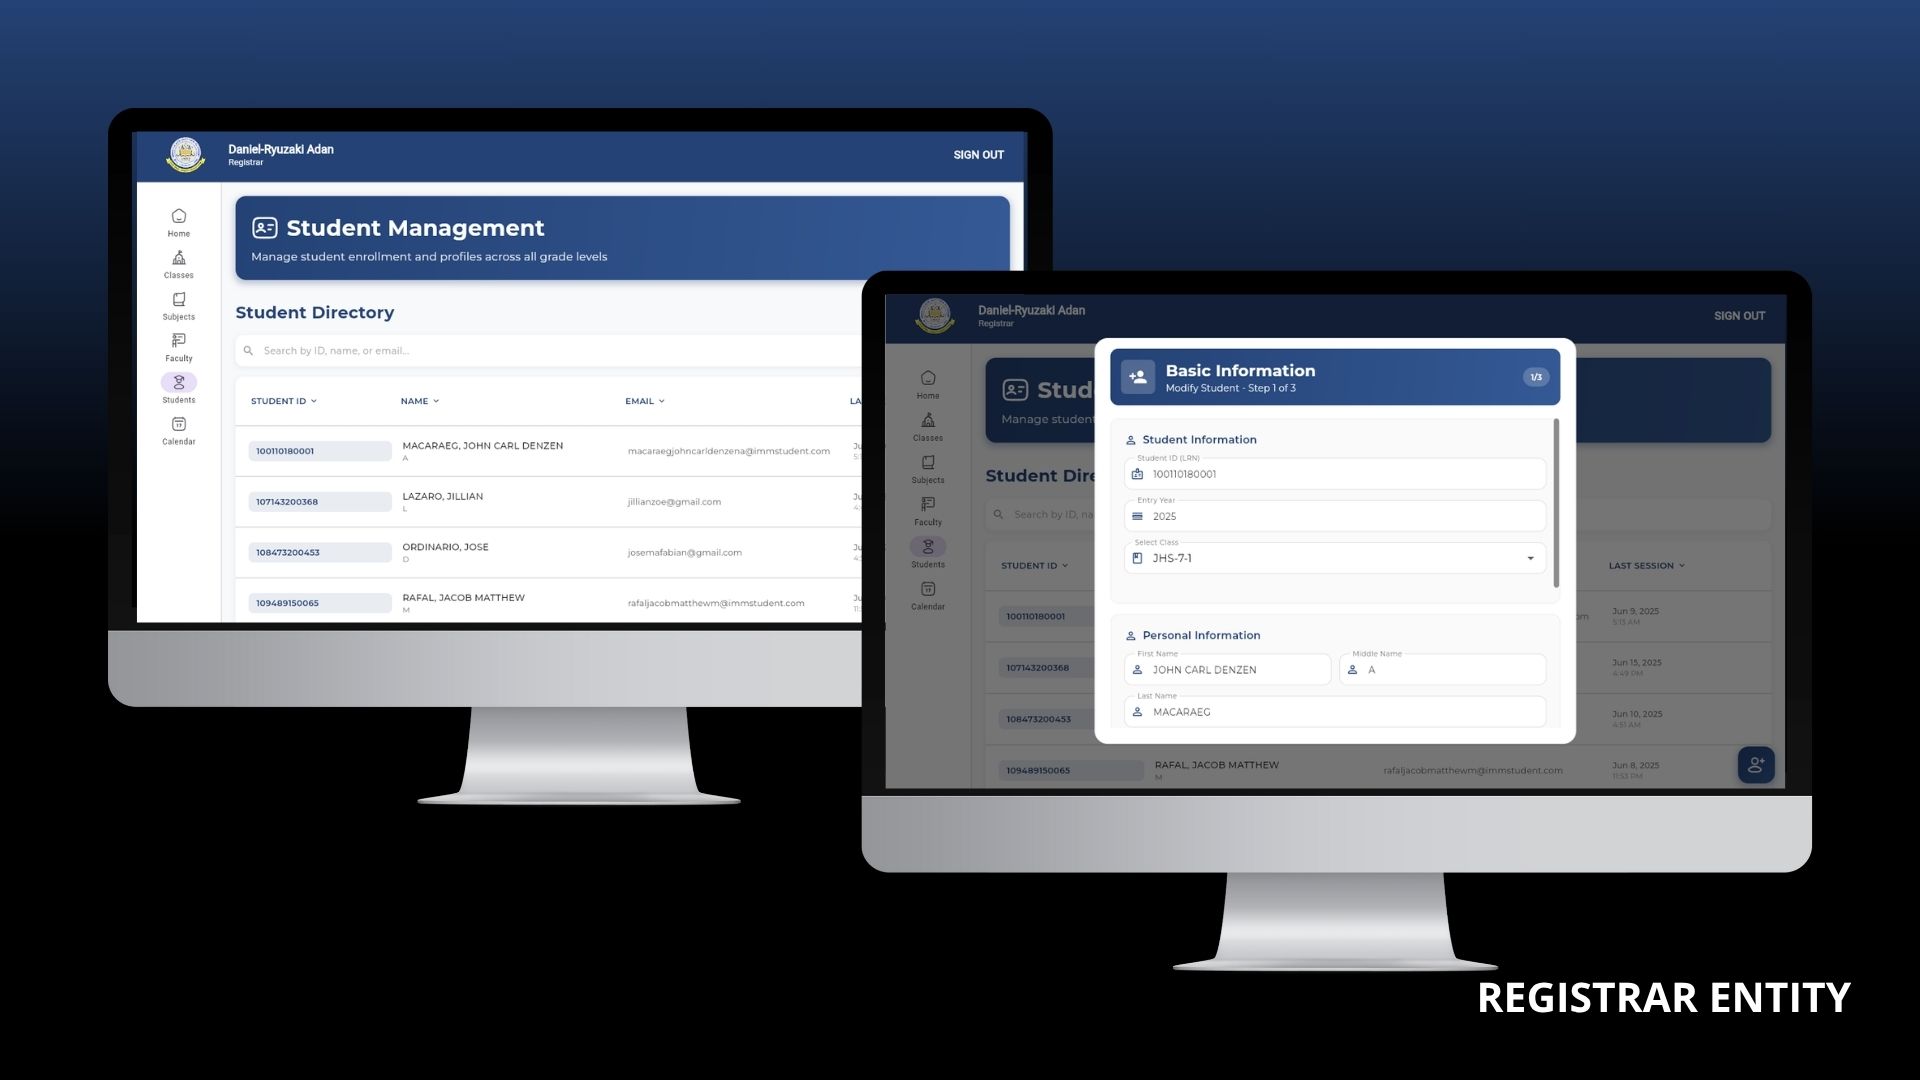 Daniel-Ryuzaki Adan
Registrar
SIGN OUT
Home
Classes
Subjects
Faculty
Students
Calendar
Student Management
Manage student enrollment and profiles across all grade levels
Student Directory
Search by ID, name, or email...
STUDENT ID
NAME
EMAIL
LA
100110180001
MACARAEG, JOHN CARL DENZEN
A
macaraegjohncarldenzena@immstudent.com
Ju
107143200368
LAZARO, JILLIAN
L
jillianzoe@gmail.com
Ju
108473200453
ORDINARIO, JOSE
D
josemafabian@gmail.com
Ju
109489150065
RAFAL, JACOB MATTHEW
M
rafaljacobmatthewm@immstudent.com
Ju
Daniel-Ryuzaki Adan
Registrar
SIGN OUT
Home
Classes
Subjects
Faculty
Students
Calendar
Stud
Manage student
Student Dire
Search by ID, na
STUDENT ID
LAST SESSION
100110180001
om
Jun 9, 2025
5:13 AM
107143200368
Jun 15, 2025
4:49 PM
108473200453
Jun 10, 2025
4:51 AM
109489150065
RAFAL, JACOB MATTHEW
M
rafaljacobmatthewm@immstudent.com
Jun 8, 2025
11:53 PM
Basic Information
Modify Student - Step 1 of 3
1/3
Student Information
Student ID (LRN)
100110180001
Entry Year
2025
Select Class
JHS-7-1
Personal Information
First Name
JOHN CARL DENZEN
Middle Name
A
Last Name
MACARAEG
REGISTRAR ENTITY